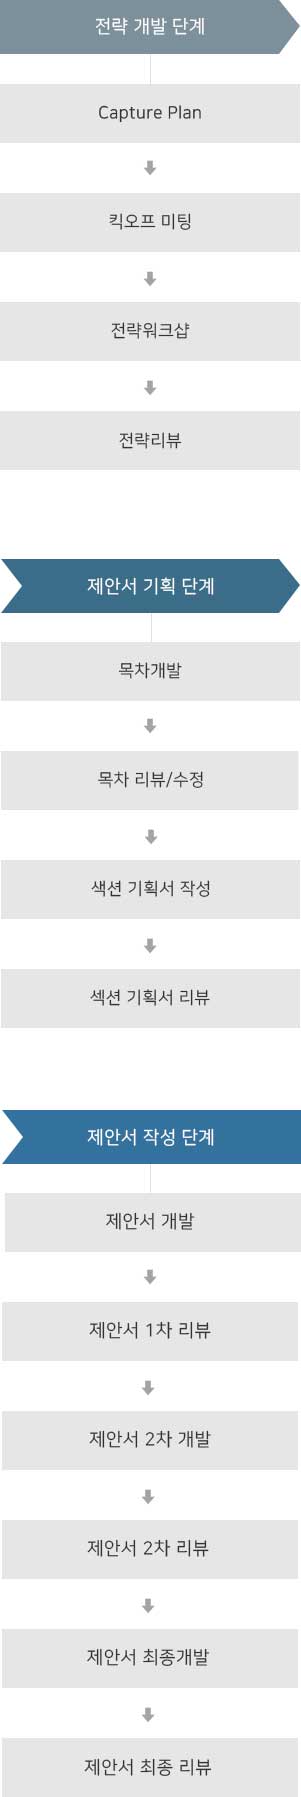 전략 개발 단계
Capture Plan
킥오프 미팅
전략워크샵
전략리뷰
제안서 기획 단계
목차개발
목차 리뷰/수정
색션 기획서 작성
섹션 기획서 리뷰
제안서 작성 단계
제안서 개발
제안서 1차 리뷰
제안서 2차 개발
제안서 2차 리뷰
제안서 최종개발
제안서 최종 리뷰